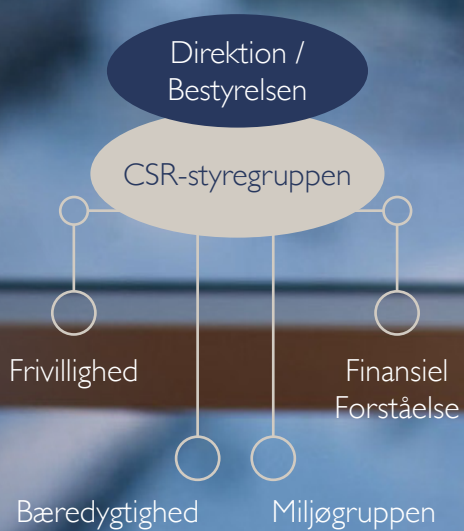 Direktion /
Bestyrelsen
CSR-styregruppen
Frivillighed
Finansiel
Forståelse
Bæredygtighed
Miljøgruppen